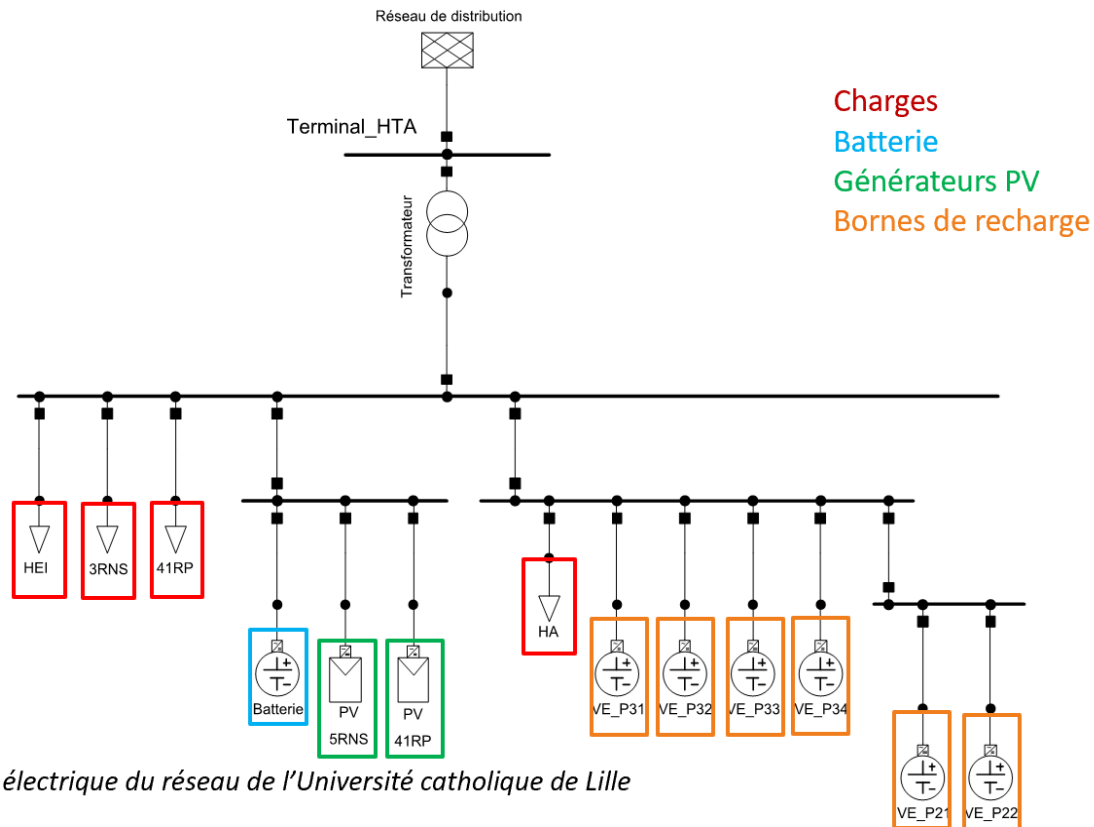 Réseau de distribution
Terminal_HTA
Transformateur
Charges
Batterie
Générateurs PV
Bornes de recharge
HEI
3RNS
41RP
HA
Batterie
PV
5RNS
PV
41RP
VE_P31
VE_P32
VE_P33
VE_P34
VE_P21
VE_P22
électrique du réseau de l’Université catholique de Lille